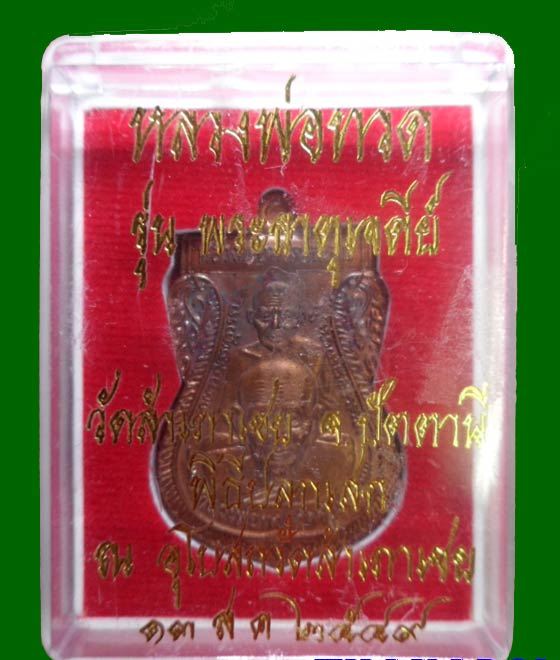 หลวงพ่อทวด
รุ่น พระธาตุเจดีย์
วัดสำเภาเชย จ.ปัตตานี
พิธีปลุกเสก
ณ อุโบสถวัดสำเภาเชย
๑๓ ส ค ๒๕๔๙